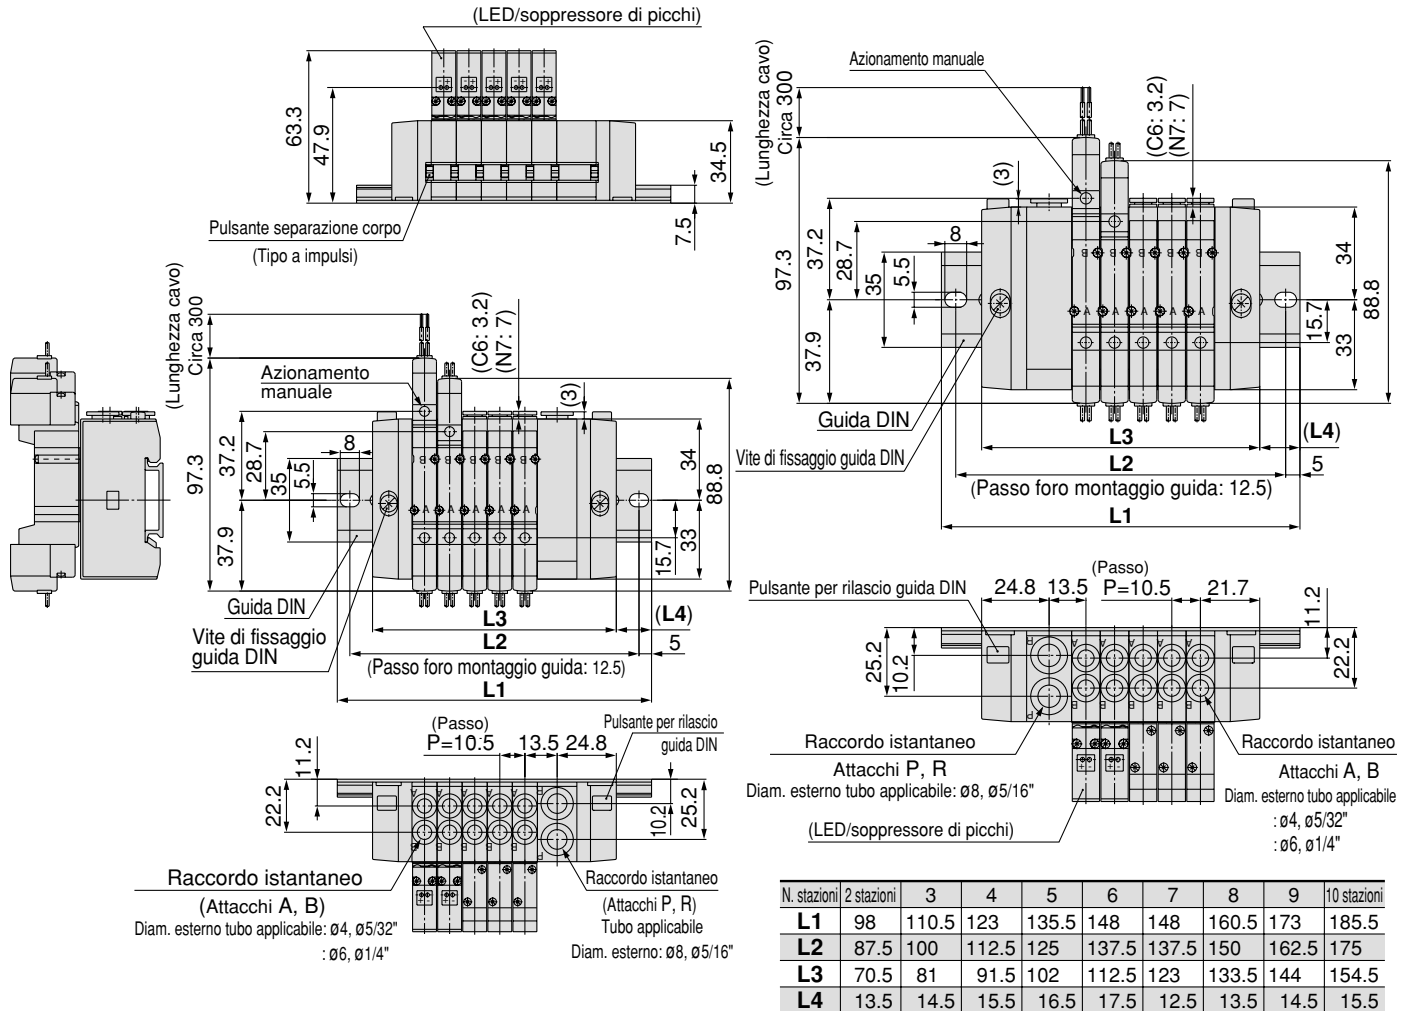 (LED/soppressore di picchi)
63.3
47.9
34.5
7.5
Pulsante separazione corpo
(Tipo a impulsi)
(Lunghezza cavo)
Circa 300
(C6: 3.2)
(N7: 7)
Azionamento
manuale
(3)
97.3
37.2
28.7
35
8
5.5
37.9
B
A
34
88.8
33
15.7
Guida DIN
Vite di fissaggio
guida DIN
L3
(L4)
L2
5
(Passo foro montaggio guida: 12.5)
L1
(Passo)
P=10.5
13.5
24.8
Pulsante per rilascio
guida DIN
11.2
22.2
10.2
25.2
Raccordo istantaneo
(Attacchi A, B)
Diam. esterno tubo applicabile: ø4, ø5/32"
: ø6, ø1/4"
Raccordo istantaneo
(Attacchi P, R)
Tubo applicabile
Diam. esterno: ø8, ø5/16"
Azionamento manuale
(Lunghezza cavo)
Circa 300
(C6: 3.2)
(N7: 7)
(3)
97.3
37.2
28.7
35
8
5.5
37.9
B
A
34
88.8
33
15.7
Guida DIN
Vite di fissaggio guida DIN
L3
(L4)
L2
5
(Passo foro montaggio guida: 12.5)
L1
Pulsante per rilascio guida DIN
24.8
13.5
(Passo)
P=10.5
21.7
11.2
22.2
25.2
10.2
Raccordo istantaneo
Attacchi P, R
Diam. esterno tubo applicabile: ø8, ø5/16"
(LED/soppressore di picchi)
Raccordo istantaneo
Attacchi A, B
Diam. esterno tubo applicabile
: ø4, ø5/32"
: ø6, ø1/4"
N. stazioni 2 stazioni 3 4 5 6 7 8 9 10 stazioni
L1 98 110.5 123 135.5 148 148 160.5 173 185.5
L2 87.5 100 112.5 125 137.5 137.5 150 162.5 175
L3 70.5 81 91.5 102 112.5 123 133.5 144 154.5
L4 13.5 14.5 15.5 16.5 17.5 12.5 13.5 14.5 15.5